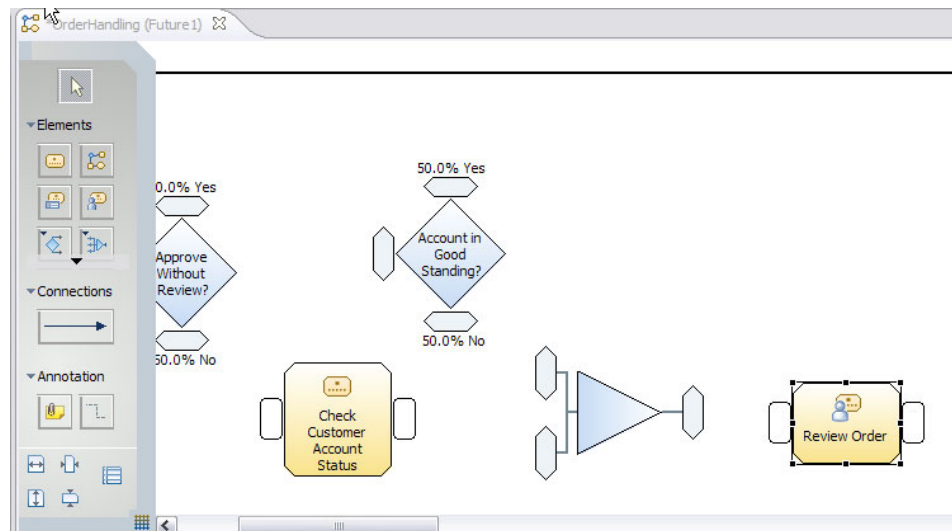 *OrderHandling (Future1)
Elements
Connections
Annotation
0.0% Yes
Approve
Without
Review?
50.0% No
50.0% Yes
Account in
Good
Standing?
50.0% No
Check
Customer
Account
Status
Review Order